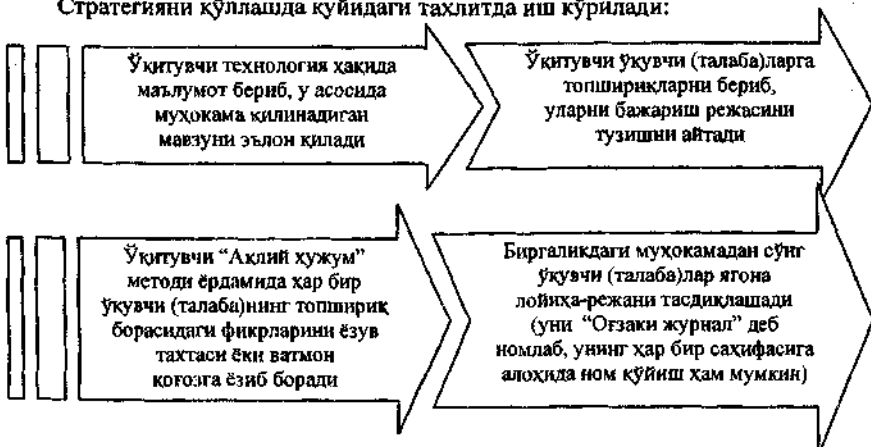 Стратегияни қўллашда қуйидаги тахлитда иш кўрилади:
Ўқитувчи технология ҳақида
маълумот бериб, у асосида
муҳокама қилинадиган
мавзуни эълон қилади
Ўқитувчи ўқувчи (талаба)ларга
топшириқларни бериб,
уларни бажариш режасини
тузишни айтади
Ўқитувчи “Ақлий ҳужум”
методи ёрдамида ҳар бир
ўқувчи (талаба)нинг топшириқ
борасидаги фикрларини ёзув
тахтаси ёки ватмон
қоғозга ёзиб боради
Биргаликдаги муҳокамадан сўнг
ўқувчи (талаба)лар ягона
лойиҳа-режани тасдиқлашади
(уни “Оғзаки журнал” деб
номлаб, унинг ҳар бир саҳифасига
алоҳида ном қўйиш ҳам мумкин)